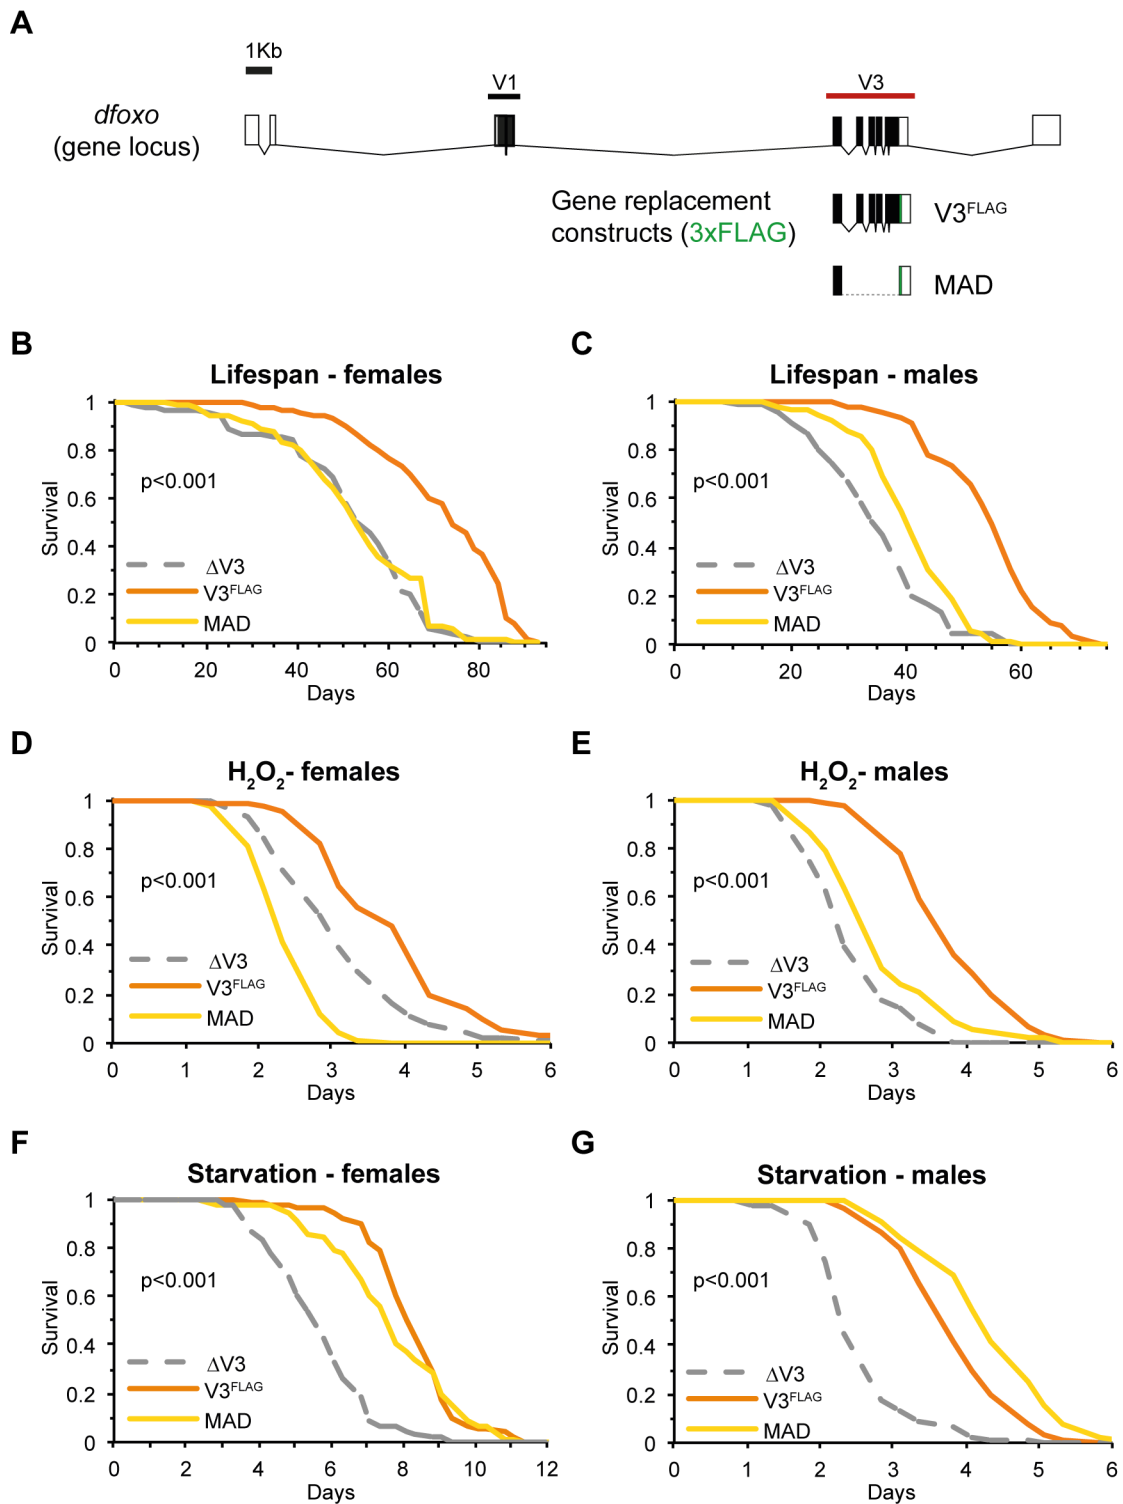 A
1Kb
V1
V3
dfoxo
(gene locus)
Gene replacement
constructs (3xFLAG)
V3FLAG
MAD
B
Lifespan - females
1
0.8
0.6
0.4
0.2
0
Survival
p<0.001
ΔV3
V3FLAG
MAD
0 20 40 60 80
Days
C
Lifespan - males
1
0.8
0.6
0.4
0.2
0
Survival
p<0.001
ΔV3
V3FLAG
MAD
0 20 40 60
Days
D
H2O2- females
1
0.8
0.6
0.4
0.2
0
Survival
p<0.001
ΔV3
V3FLAG
MAD
0 1 2 3 4 5 6
Days
E
H2O2- males
1
0.8
0.6
0.4
0.2
0
Survival
p<0.001
ΔV3
V3FLAG
MAD
0 1 2 3 4 5 6
Days
F
Starvation - females
1
0.8
0.6
0.4
0.2
0
Survival
p<0.001
ΔV3
V3FLAG
MAD
0 2 4 6 8 10 12
Days
G
Starvation - males
1
0.8
0.6
0.4
0.2
0
Survival
p<0.001
ΔV3
V3FLAG
MAD
0 1 2 3 4 5 6
Days